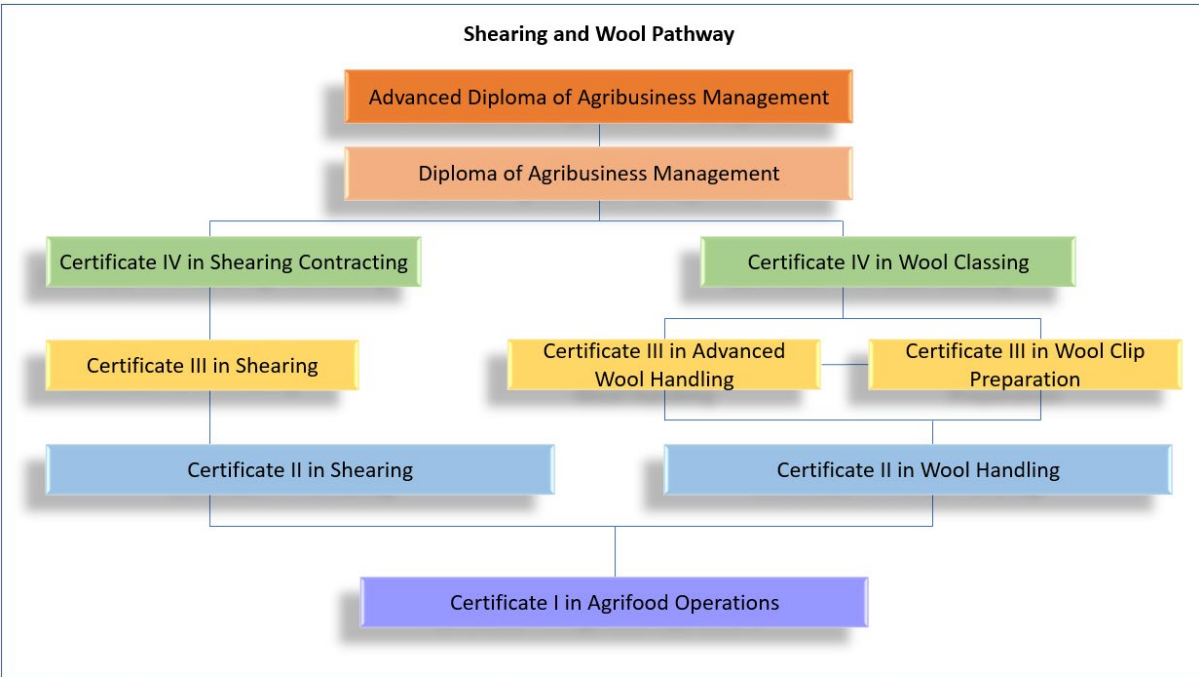 Shearing and Wool Pathway
Advanced Diploma of Agribusiness Management
Diploma of Agribusiness Management
Certificate IV in Shearing Contracting
Certificate IV in Wool Classing
Certificate III in Shearing
Certificate III in Advanced
Wool Handling
Certificate III in Wool Clip
Preparation
Certificate II in Shearing
Certificate II in Wool Handling
Certificate I in Agrifood Operations